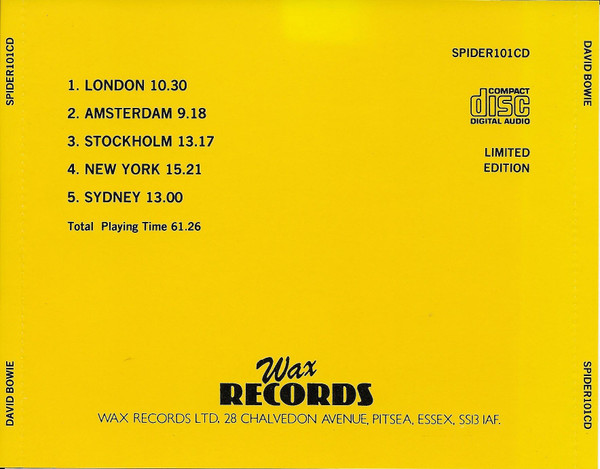 SPIDER101CD
DAVID BOWIE
SPIDER101CD
1. LONDON 10.30
2. AMSTERDAM 9.18
3. STOCKHOLM 13.17
4. NEW YORK 15.21
5. SYDNEY 13.00
Total Playing Time 61.26
COMPACT
disc
DIGITAL AUDIO
LIMITED
EDITION
Wax
RECORDS
WAX RECORDS LTD. 28 CHALVEDON AVENUE, PITSEA, ESSEX, SS13 1AF.
DAVID BOWIE
SPIDER101CD